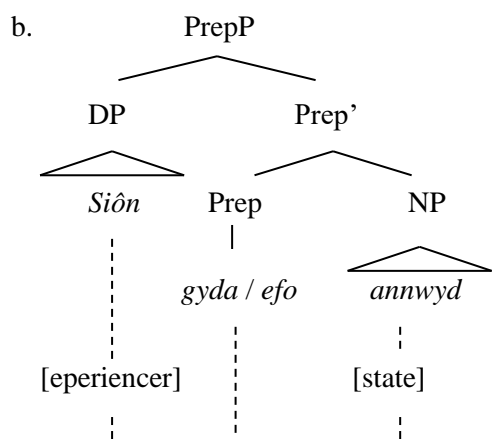 b. PrepP
DP Prep’
Siôn Prep NP
gyda / efo annwyd
[eperiencer] [state]